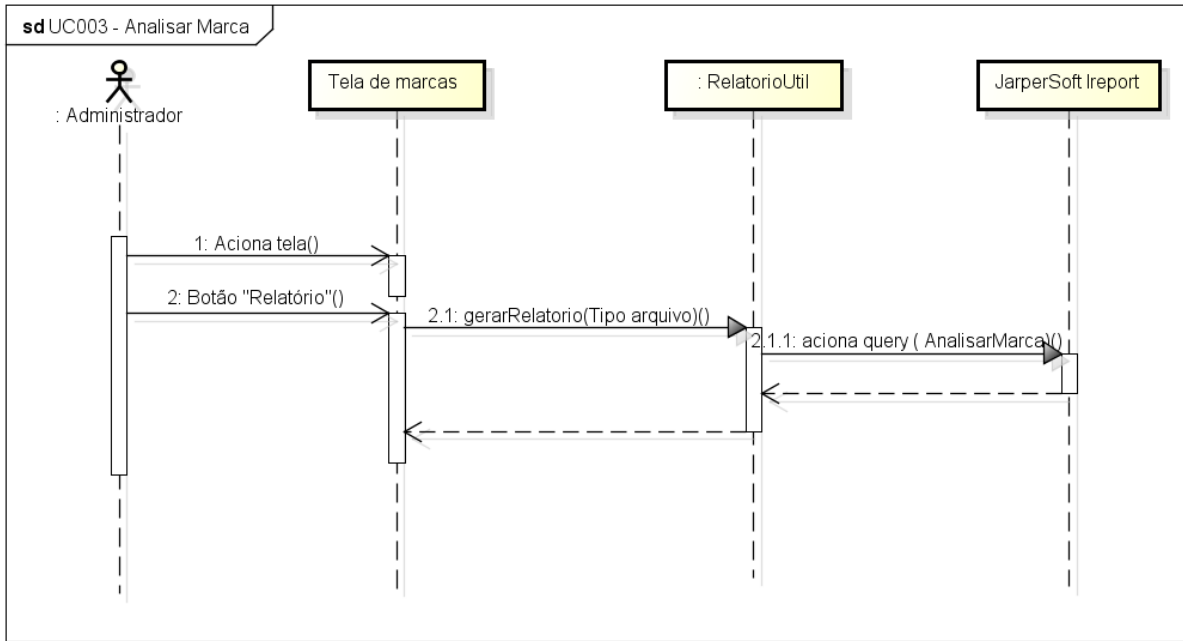 sd UC003 - Analisar Marca
: Administrador
Tela de marcas
: RelatorioUtil
JarperSoft Ireport
1: Aciona tela()
2: Botão "Relatório"()
2.1: gerarRelatorio(Tipo arquivo)()
2.1.1: aciona query ( AnalisarMarca)()